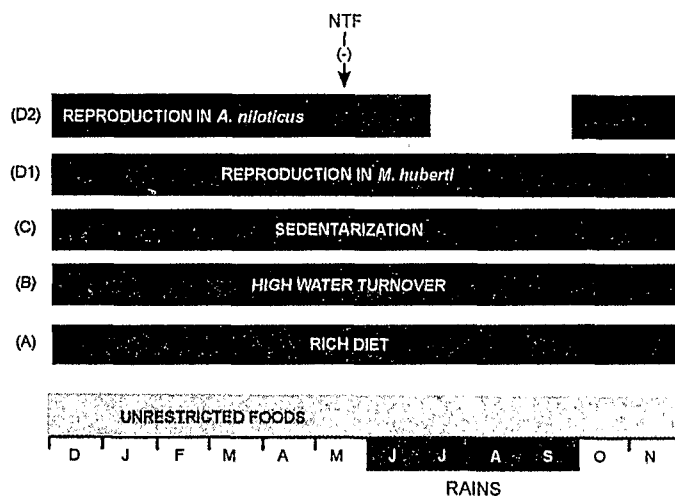 NTF
(-)
(D2) REPRODUCTION IN A. niloticus
(D1) REPRODUCTION IN M. huberti
(C) SEDENTARIZATION
(B) HIGH WATER TURNOVER
(A) RICH DIET
UNRESTRICTED FOODS
D J F M A M J J A S O N
RAINS